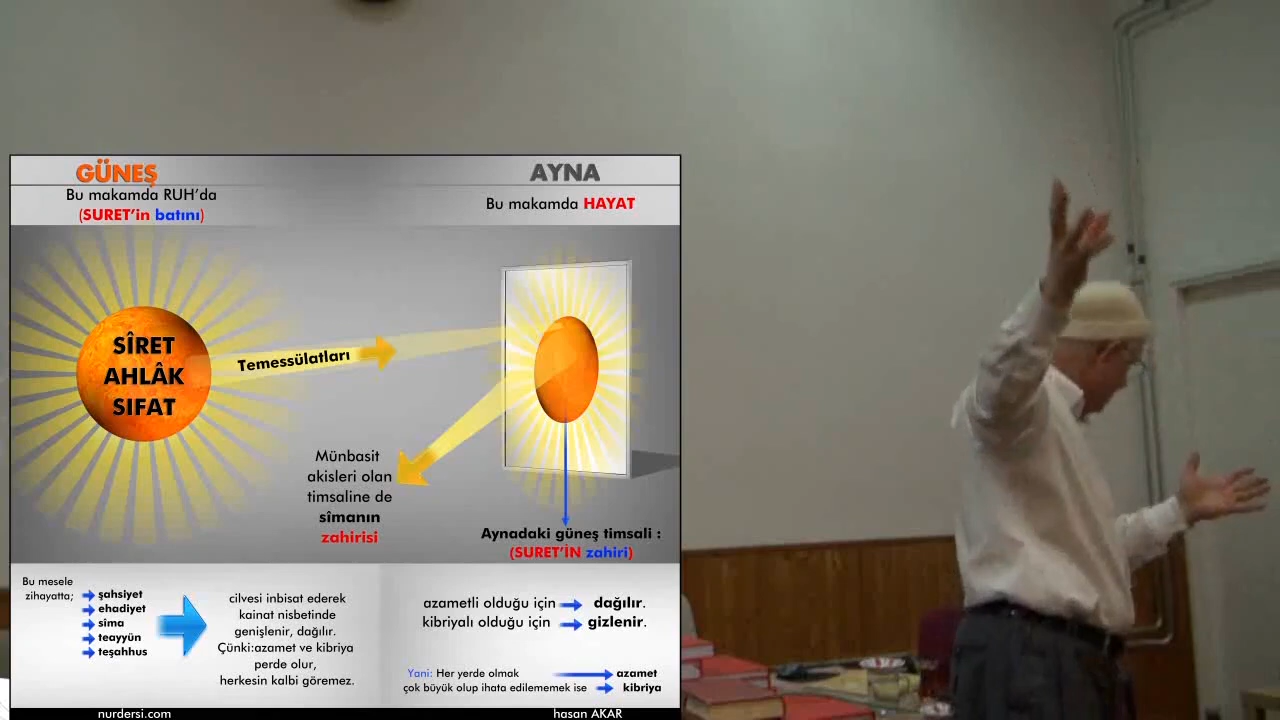 GÜNEŞ
Bu makamda RUH'da
(SURET'in batını)
AYNA
Bu makamda HAYAT
SÎRET
AHLÂK
SIFAT
Temessülatları
Münbasit
akisleri olan
timsaline de
sîmanın
zahirisi
Aynadaki güneş timsali :
(SURET'İN zahiri)
Bu mesele
zihayatta;
şahsiyet
ehadiyet
sîma
teayyün
teşahhus
cilvesi inbisat ederek
kainat nisbetinde
genişlenir, dağılır.
Çünki:azamet ve kibriya
perde olur,
herkesin kalbi göremez.
azametli olduğu için dağılır.
kibriyalı olduğu için gizlenir.
Yani: Her yerde olmak azamet
çok büyük olup ihata edilememek ise kibriya
nurdersi.com
hasan AKAR